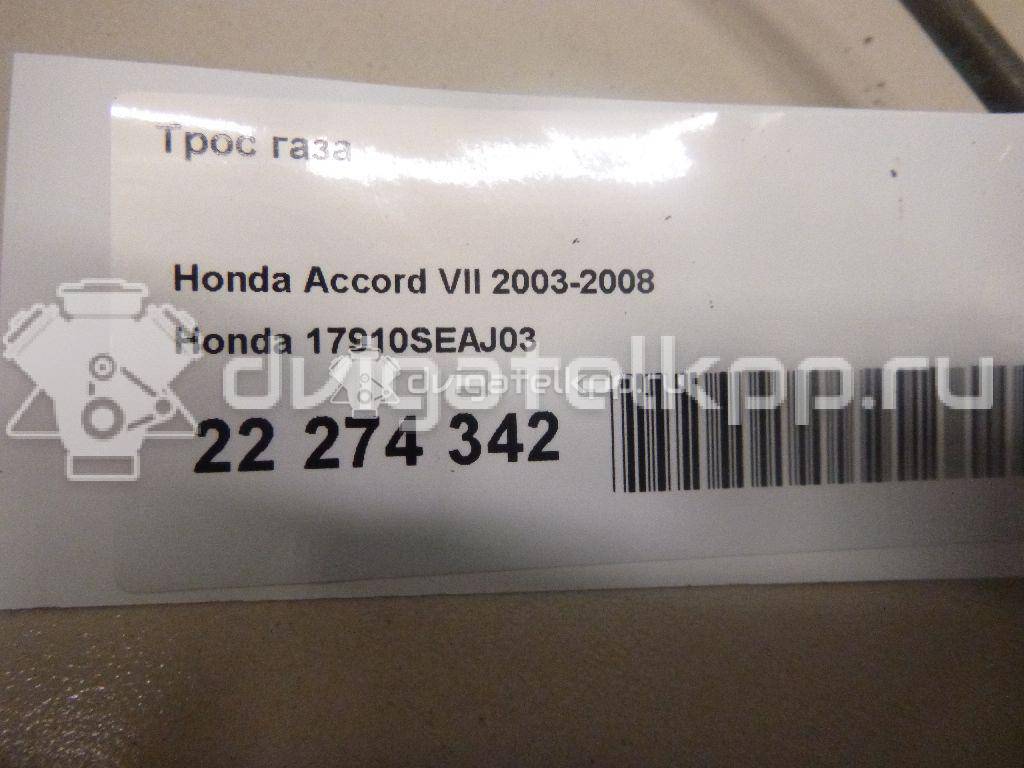 Трос газа
Honda Accord VII 2003-2008
Honda 17910SEAJ03
dvigatelkpp.ru
dvigatelkpp.ru
22 274 342